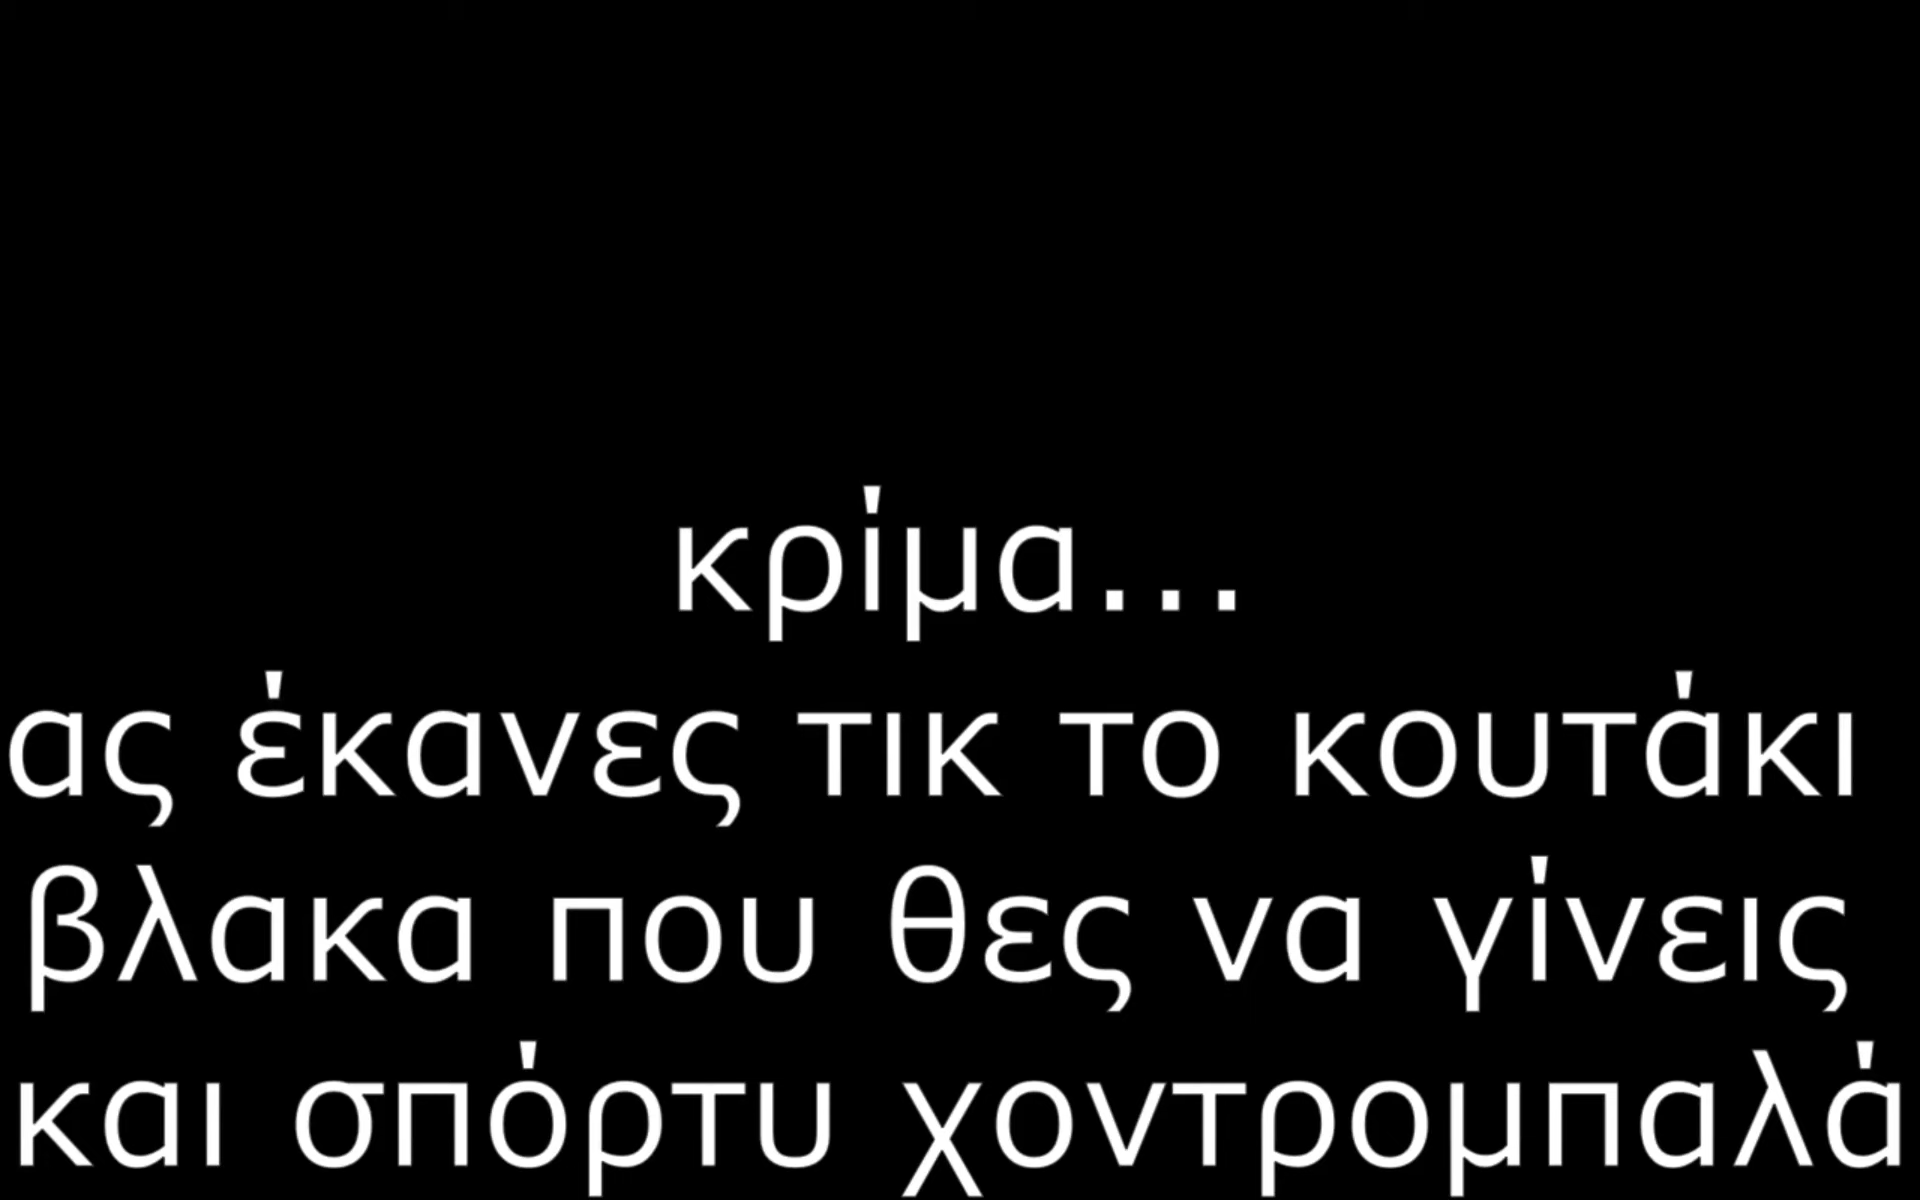 κρίμα...
ας έκανες τικ το κουτάκι
βλακα που θες να γίνεις
και σπόρτυ χοντρομπαλά